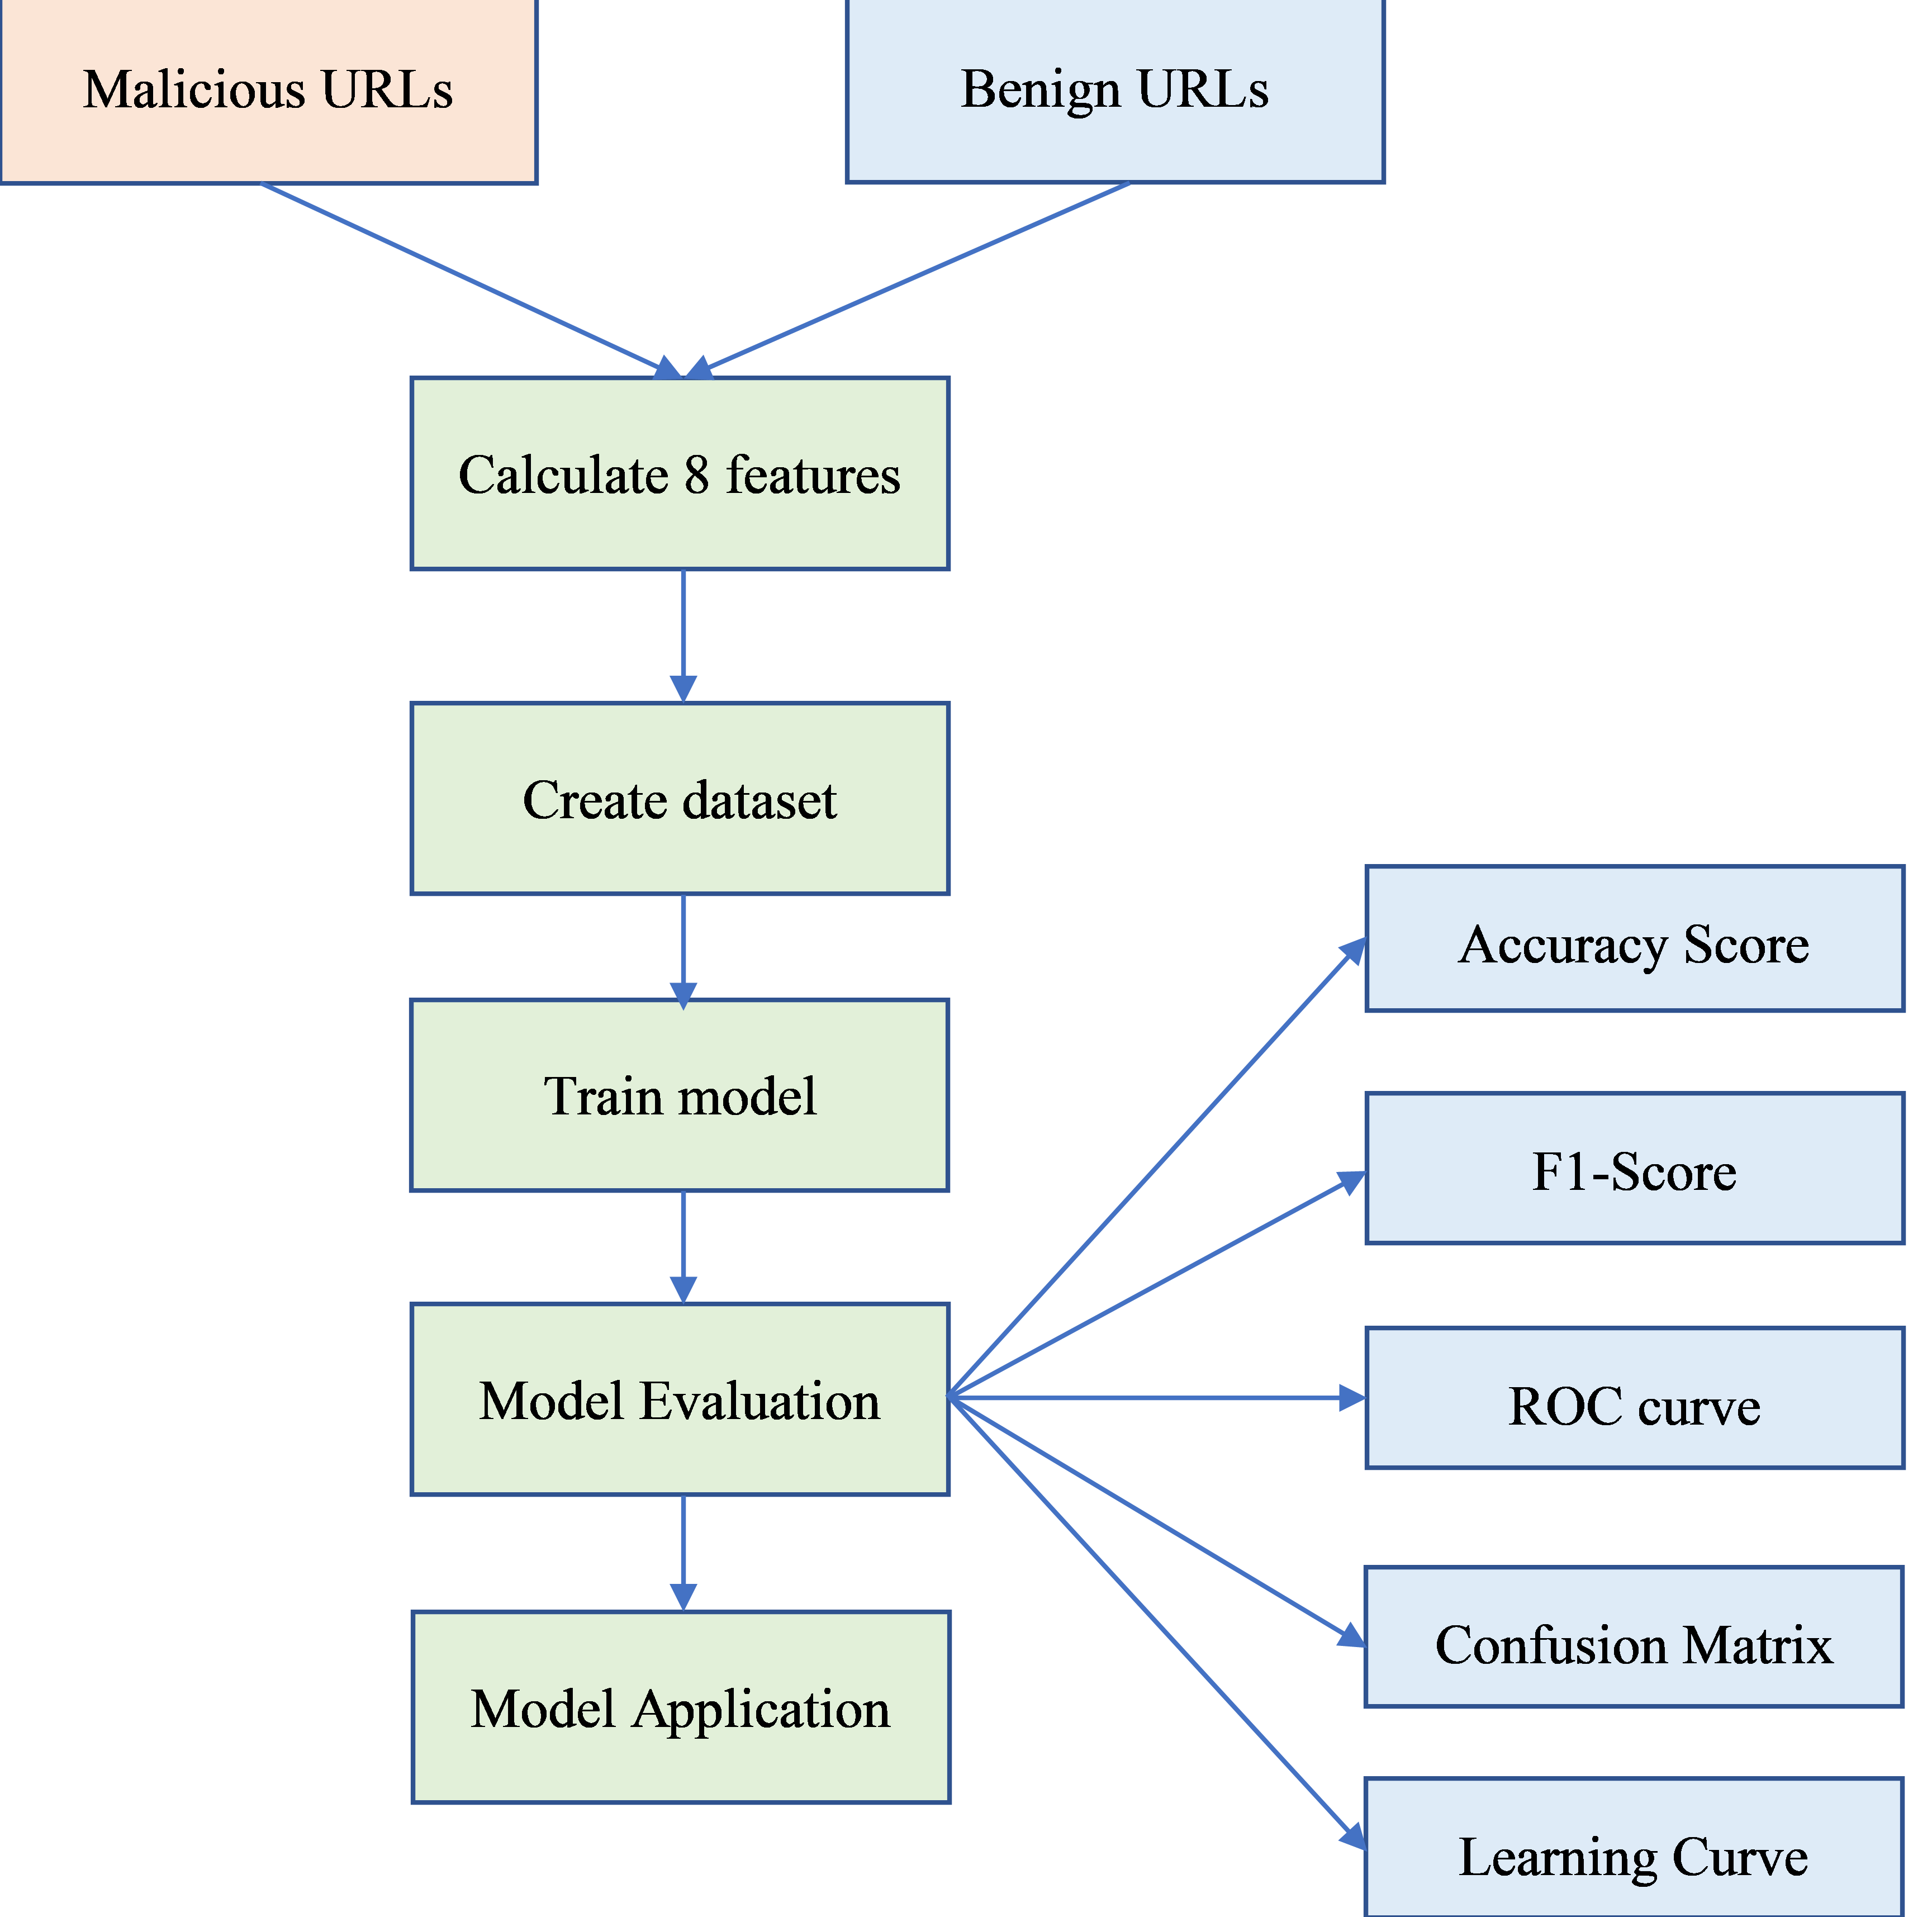 Malicious URLs
Benign URLs
Calculate 8 features
Create dataset
Train model
Model Evaluation
Model Application
Accuracy Score
F1-Score
ROC curve
Confusion Matrix
Learning Curve